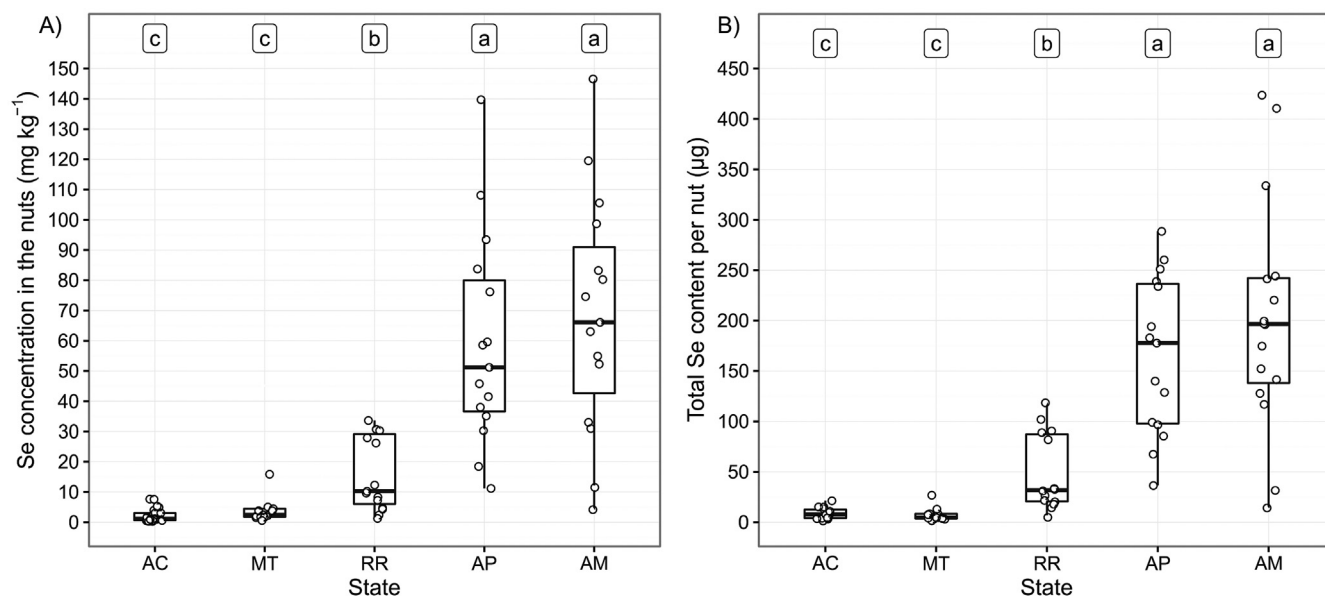 A)
c c b a a
Se concentration in the nuts (mg kg⁻¹)
150
140
130
120
110
100
90
80
70
60
50
40
30
20
10
0
AC MT RR AP AM
State
B)
c c b a a
Total Se content per nut (µg)
450
400
350
300
250
200
150
100
50
0
AC MT RR AP AM
State